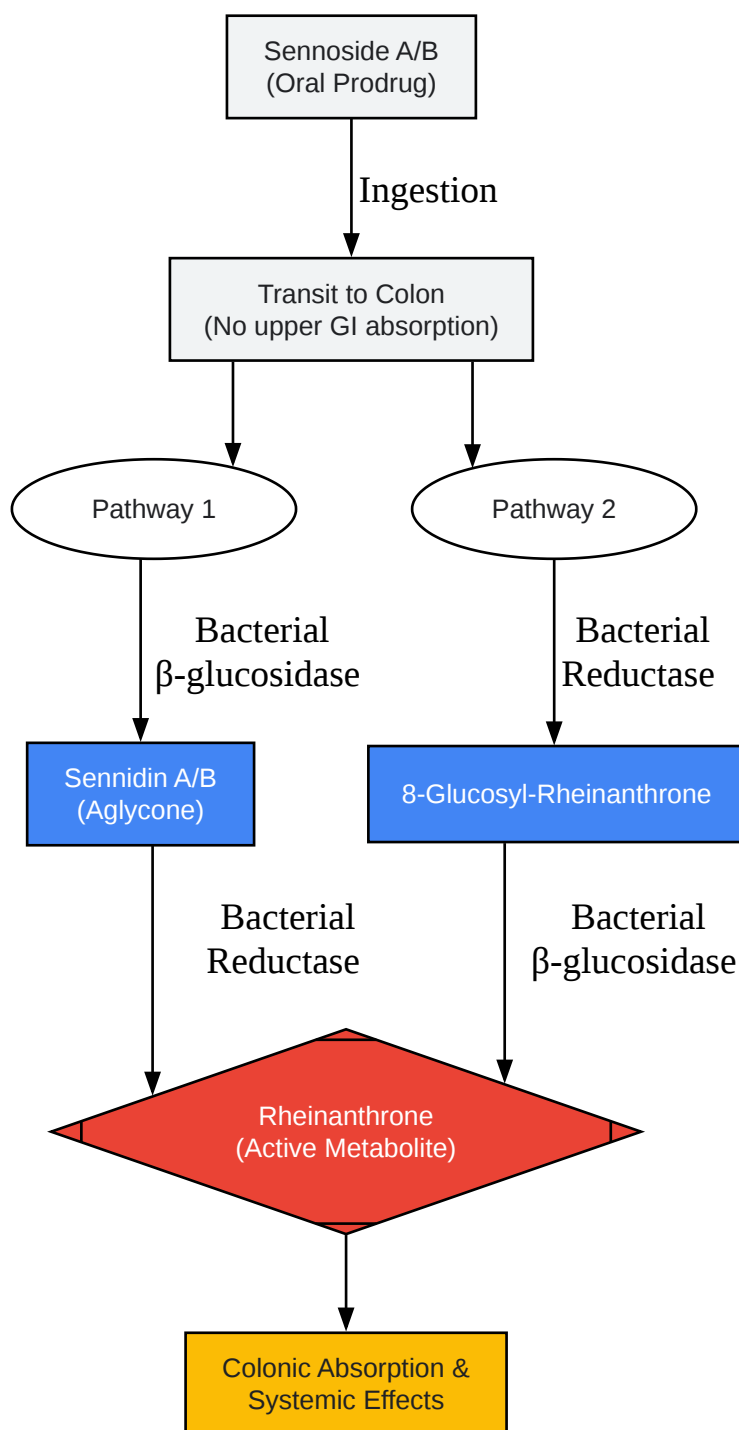 Sennoside A/B
(Oral Prodrug)
Ingestion
Transit to Colon
(No upper GI absorption)
Pathway 1
Pathway 2
Bacterial
β-glucosidase
Bacterial
Reductase
Sennidin A/B
(Aglycone)
8-Glucosyl-Rheinanthrone
Bacterial
Reductase
Bacterial
β-glucosidase
Rheinanthrone
(Active Metabolite)
Colonic Absorption &
Systemic Effects